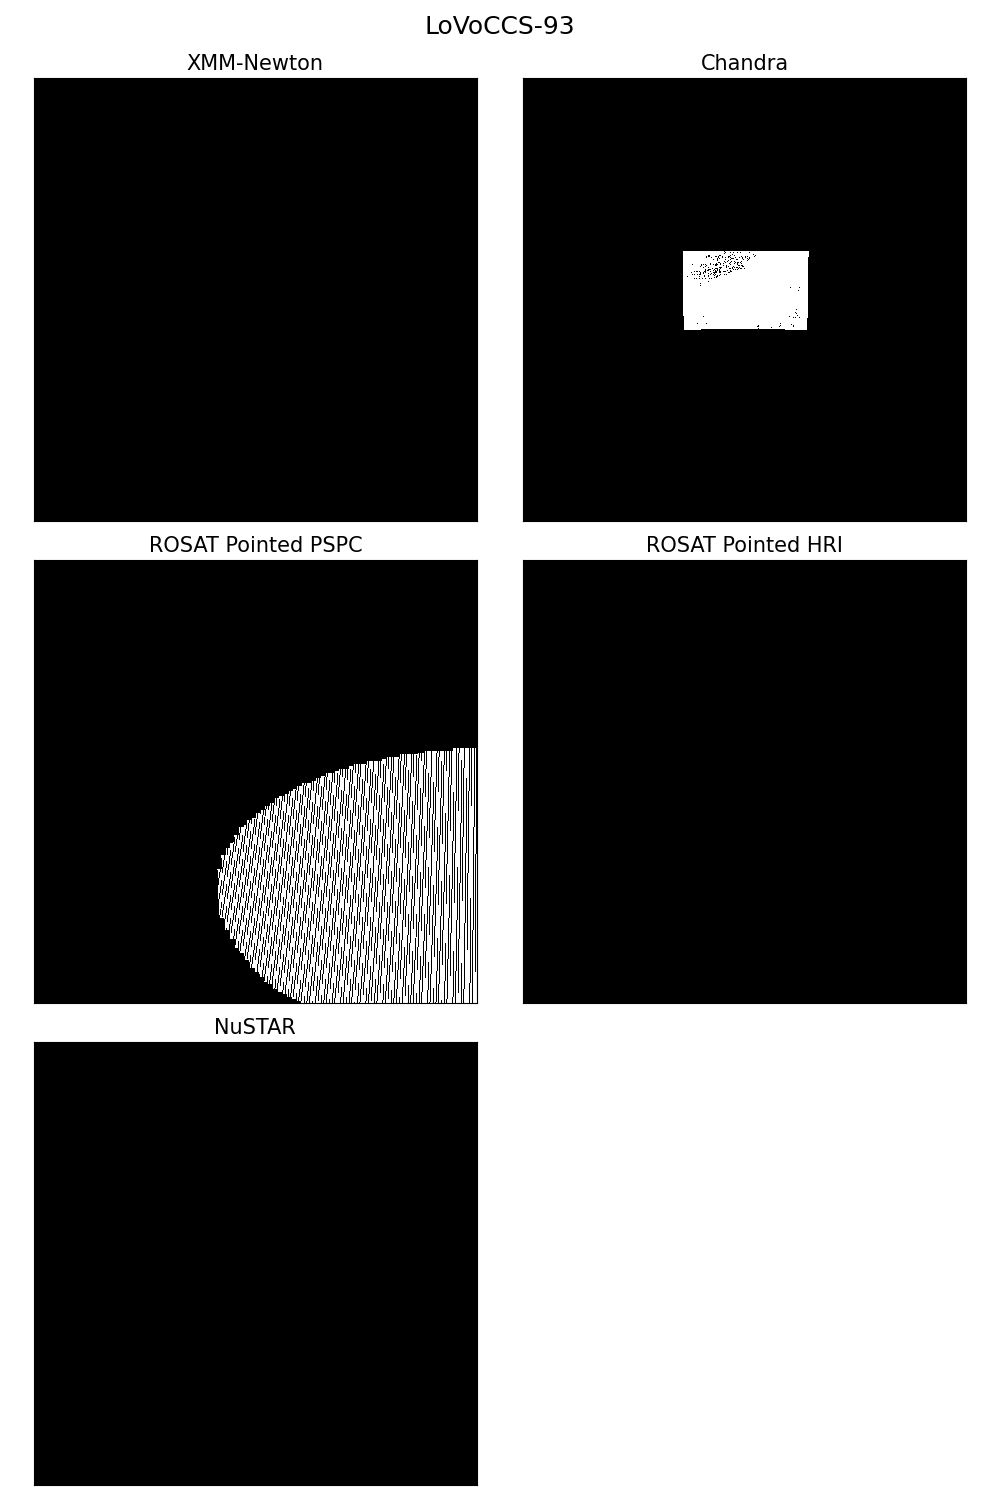 LoVoCCS-93
XMM-Newton
Chandra
ROSAT Pointed PSPC
ROSAT Pointed HRI
NuSTAR